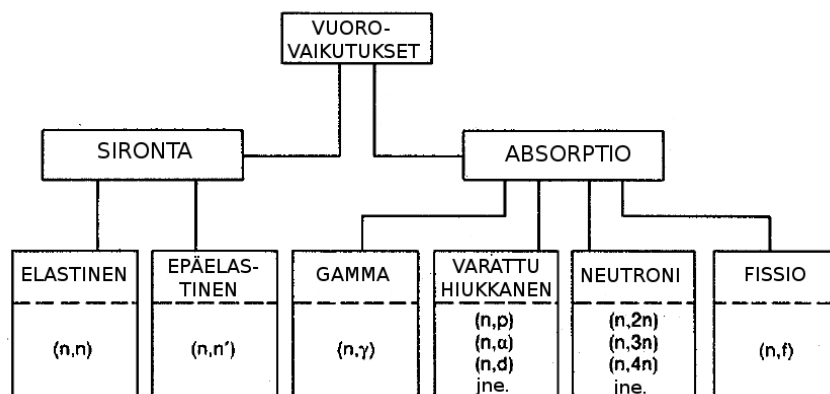 VUORO-
VAIKUTUKSET
SIRONTA
ABSORPTIO
ELASTINEN
(n,n)
EPÄELAS-
TINEN
(n,n')
GAMMA
(n,γ)
VARATTU
HIUKKANEN
(n,p)
(n,α)
(n,d)
jne.
NEUTRONI
(n,2n)
(n,3n)
(n,4n)
jne.
FISSIO
(n,f)